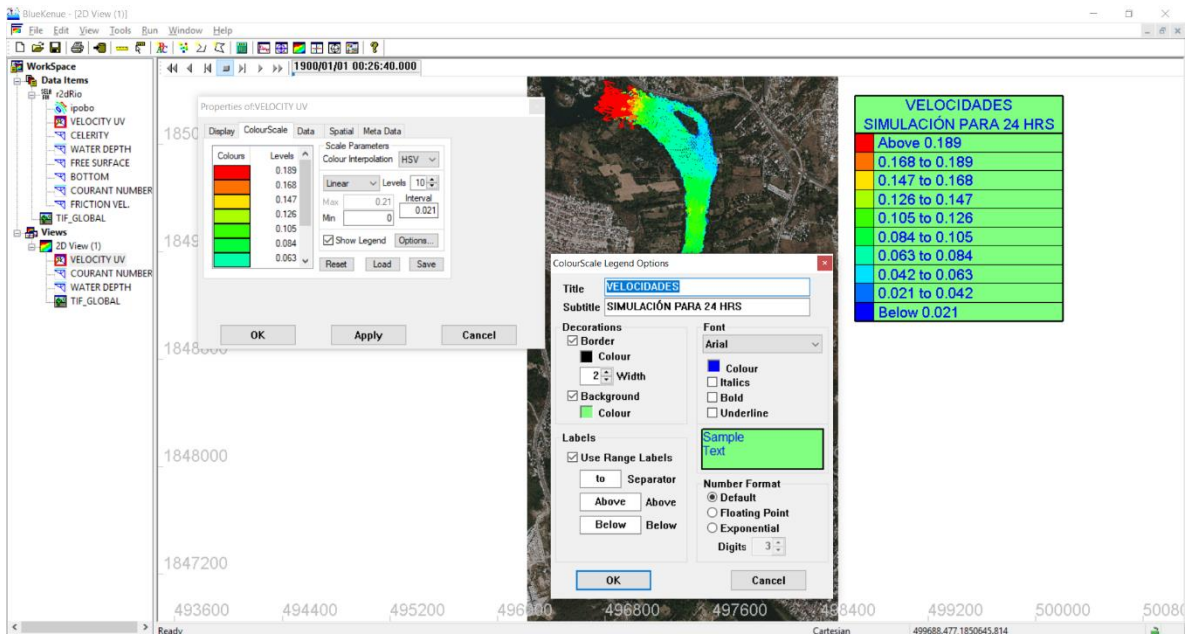 BlueKenue - [2D View (1)]
File Edit View Tools Run Window Help
1900/01/01 00:26:40.000
WorkSpace
Data Items
r2dRio
ipobo
VELOCITY UV
CELERITY
WATER DEPTH
FREE SURFACE
BOTTOM
COURANT NUMBER
FRICTION VEL.
TIF_GLOBAL
Views
2D View (1)
VELOCITY UV
COURANT NUMBER
WATER DEPTH
TIF_GLOBAL
Properties of:VELOCITY UV
Display ColourScale Data Spatial Meta Data
Colours Levels
0.189
0.168
0.147
0.126
0.105
0.084
0.063
Scale Parameters
Colour Interpolation HSV
Linear Levels 10
Max 0.21 Interval
Min 0 0.021
Show Legend Options...
Reset Load Save
OK Apply Cancel
VELOCIDADES
SIMULACIÓN PARA 24 HRS
Above 0.189
0.168 to 0.189
0.147 to 0.168
0.126 to 0.147
0.105 to 0.126
0.084 to 0.105
0.063 to 0.084
0.042 to 0.063
0.021 to 0.042
Below 0.021
ColourScale Legend Options
Title VELOCIDADES
Subtitle SIMULACIÓN PARA 24 HRS
Decorations
Border
Colour
2 Width
Background
Colour
Font
Arial
Colour
Italics
Bold
Underline
Labels
Use Range Labels
to Separator
Above Above
Below Below
Sample
Text
Number Format
Default
Floating Point
Exponential
Digits 3
OK Cancel
1848000
1847200
493600 494400 495200 496800 497600 498400 499200 500000
Ready Cartesian 499688.477,1850645.814